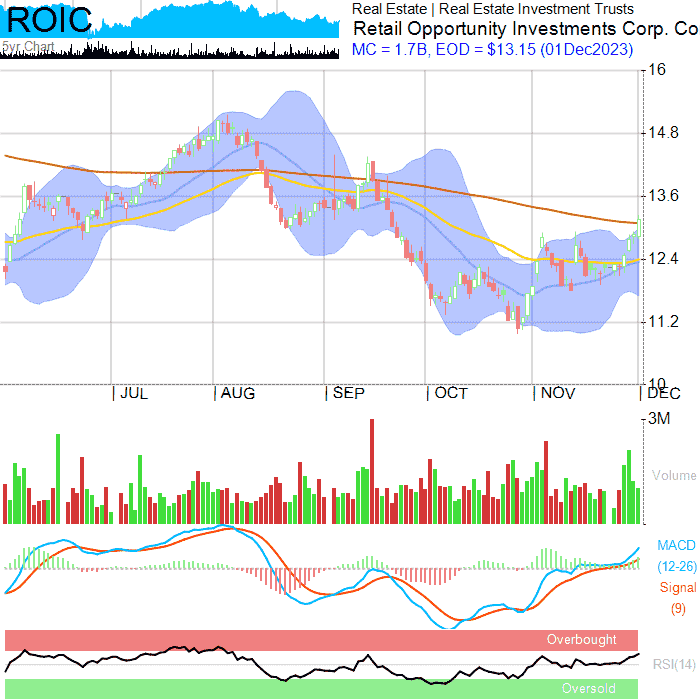 ROIC
5yr Chart
Real Estate | Real Estate Investment Trusts
Retail Opportunity Investments Corp. Co
MC = 1.7B, EOD = $13.15 (01Dec2023)
16
14.8
13.6
12.4
11.2
10
JUL
AUG
SEP
OCT
NOV
DEC
3M
Volume
MACD
(12-26)
Signal
(9)
Overbought
RSI(14)
Oversold